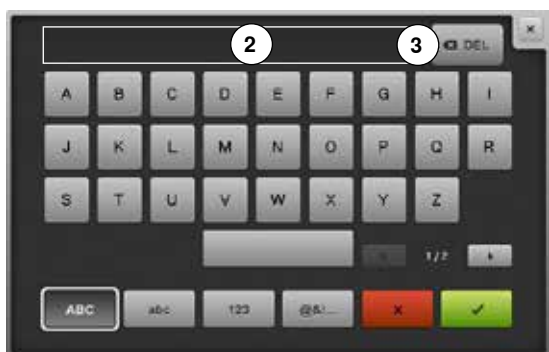 2 3 DEL ×
A B C D E F G H I
J K L M N O P Q R
S T U V W X Y Z
1/2
ABC abc 123 @&!... × ✓